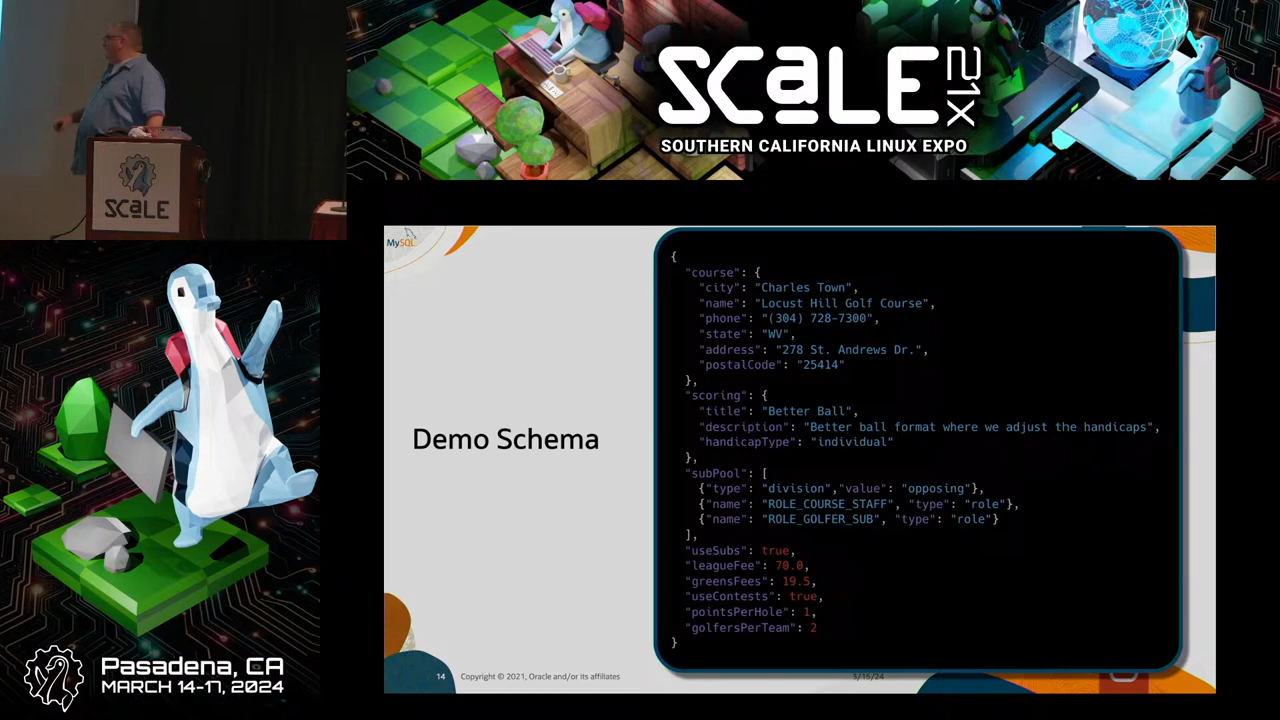 SCaLE 21X
SOUTHERN CALIFORNIA LINUX EXPO
SCaLE
MySQL
Demo Schema
{
"course": {
"city": "Charles Town",
"name": "Locust Hill Golf Course",
"phone": "(304) 728-7300",
"state": "WV",
"address": "278 St. Andrews Dr.",
"postalCode": "25414"
},
"scoring": {
"title": "Better Ball",
"description": "Better ball format where we adjust the handicaps",
"handicapType": "individual"
},
"subPool": [
{"type": "division","value": "opposing"},
{"name": "ROLE_COURSE_STAFF", "type": "role"},
{"name": "ROLE_GOLFER_SUB", "type": "role"}
],
"useSubs": true,
"leagueFee": 70.0,
"greensFees": 19.5,
"useContests": true,
"pointsPerHole": 1,
"golfersPerTeam": 2
}
14 Copyright © 2021, Oracle and/or its affiliates 3/15/24
Pasadena, CA
MARCH 14-17, 2024